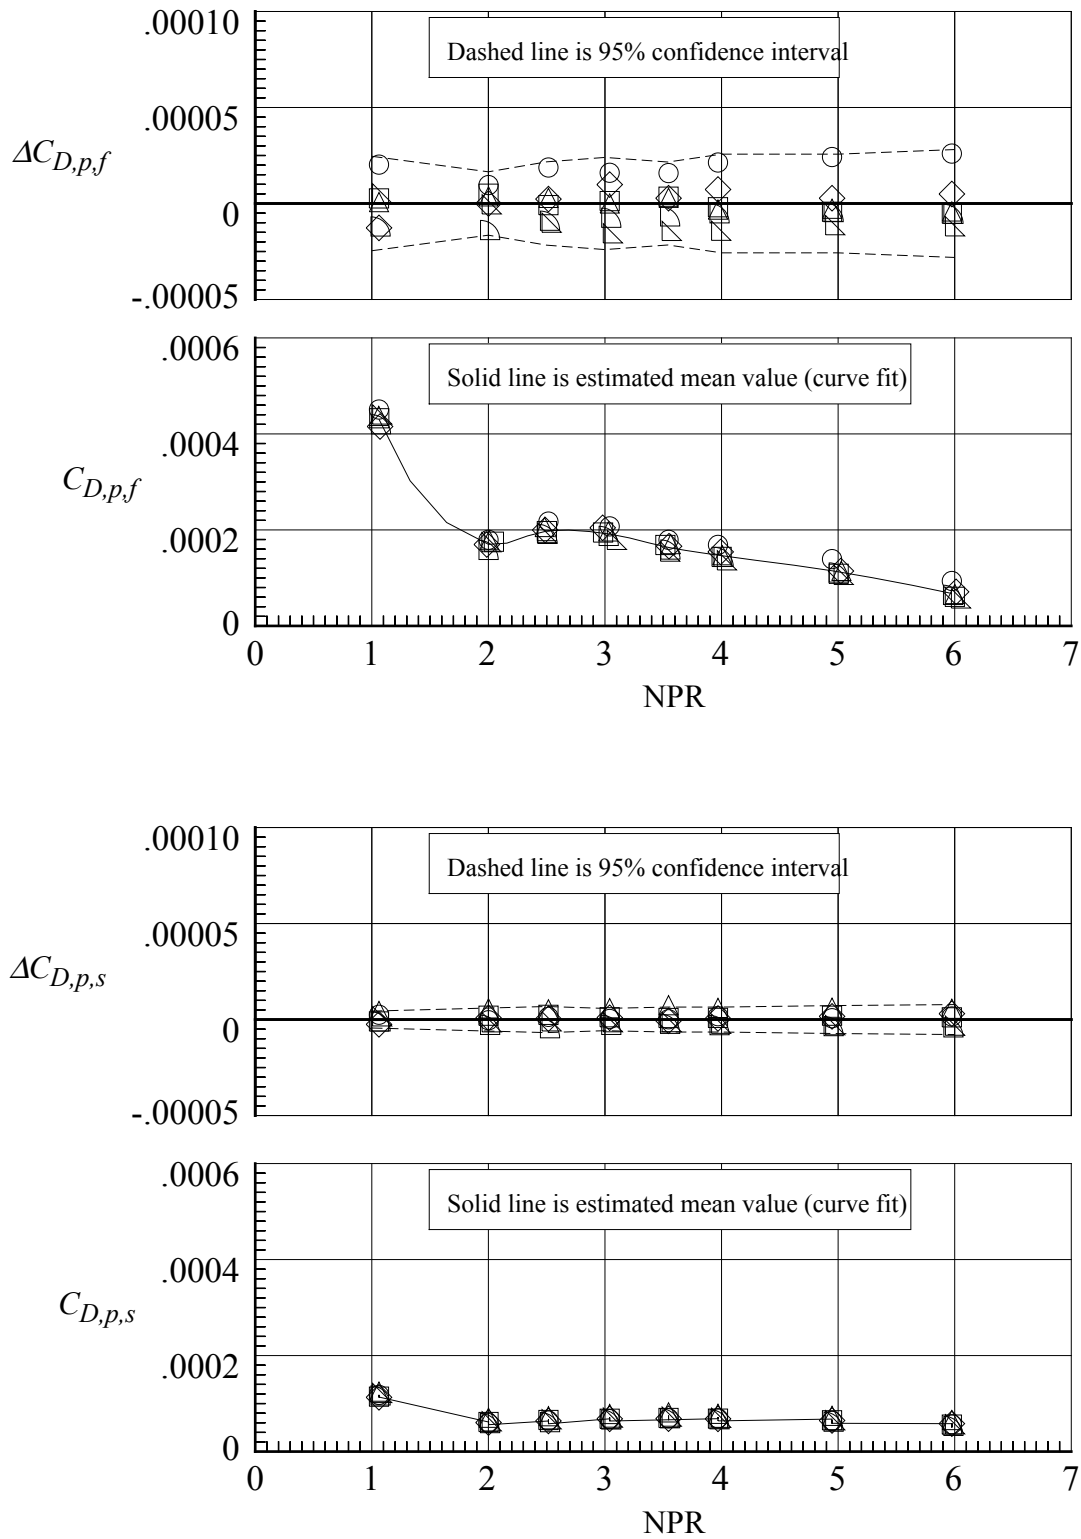 .00010
Dashed line is 95% confidence interval
.00005
ΔC_{D,p,f}
0
-.00005
.0006
Solid line is estimated mean value (curve fit)
.0004
C_{D,p,f}
.0002
0
0 1 2 3 4 5 6 7
NPR
.00010
Dashed line is 95% confidence interval
.00005
ΔC_{D,p,s}
0
-.00005
.0006
Solid line is estimated mean value (curve fit)
.0004
C_{D,p,s}
.0002
0
0 1 2 3 4 5 6 7
NPR